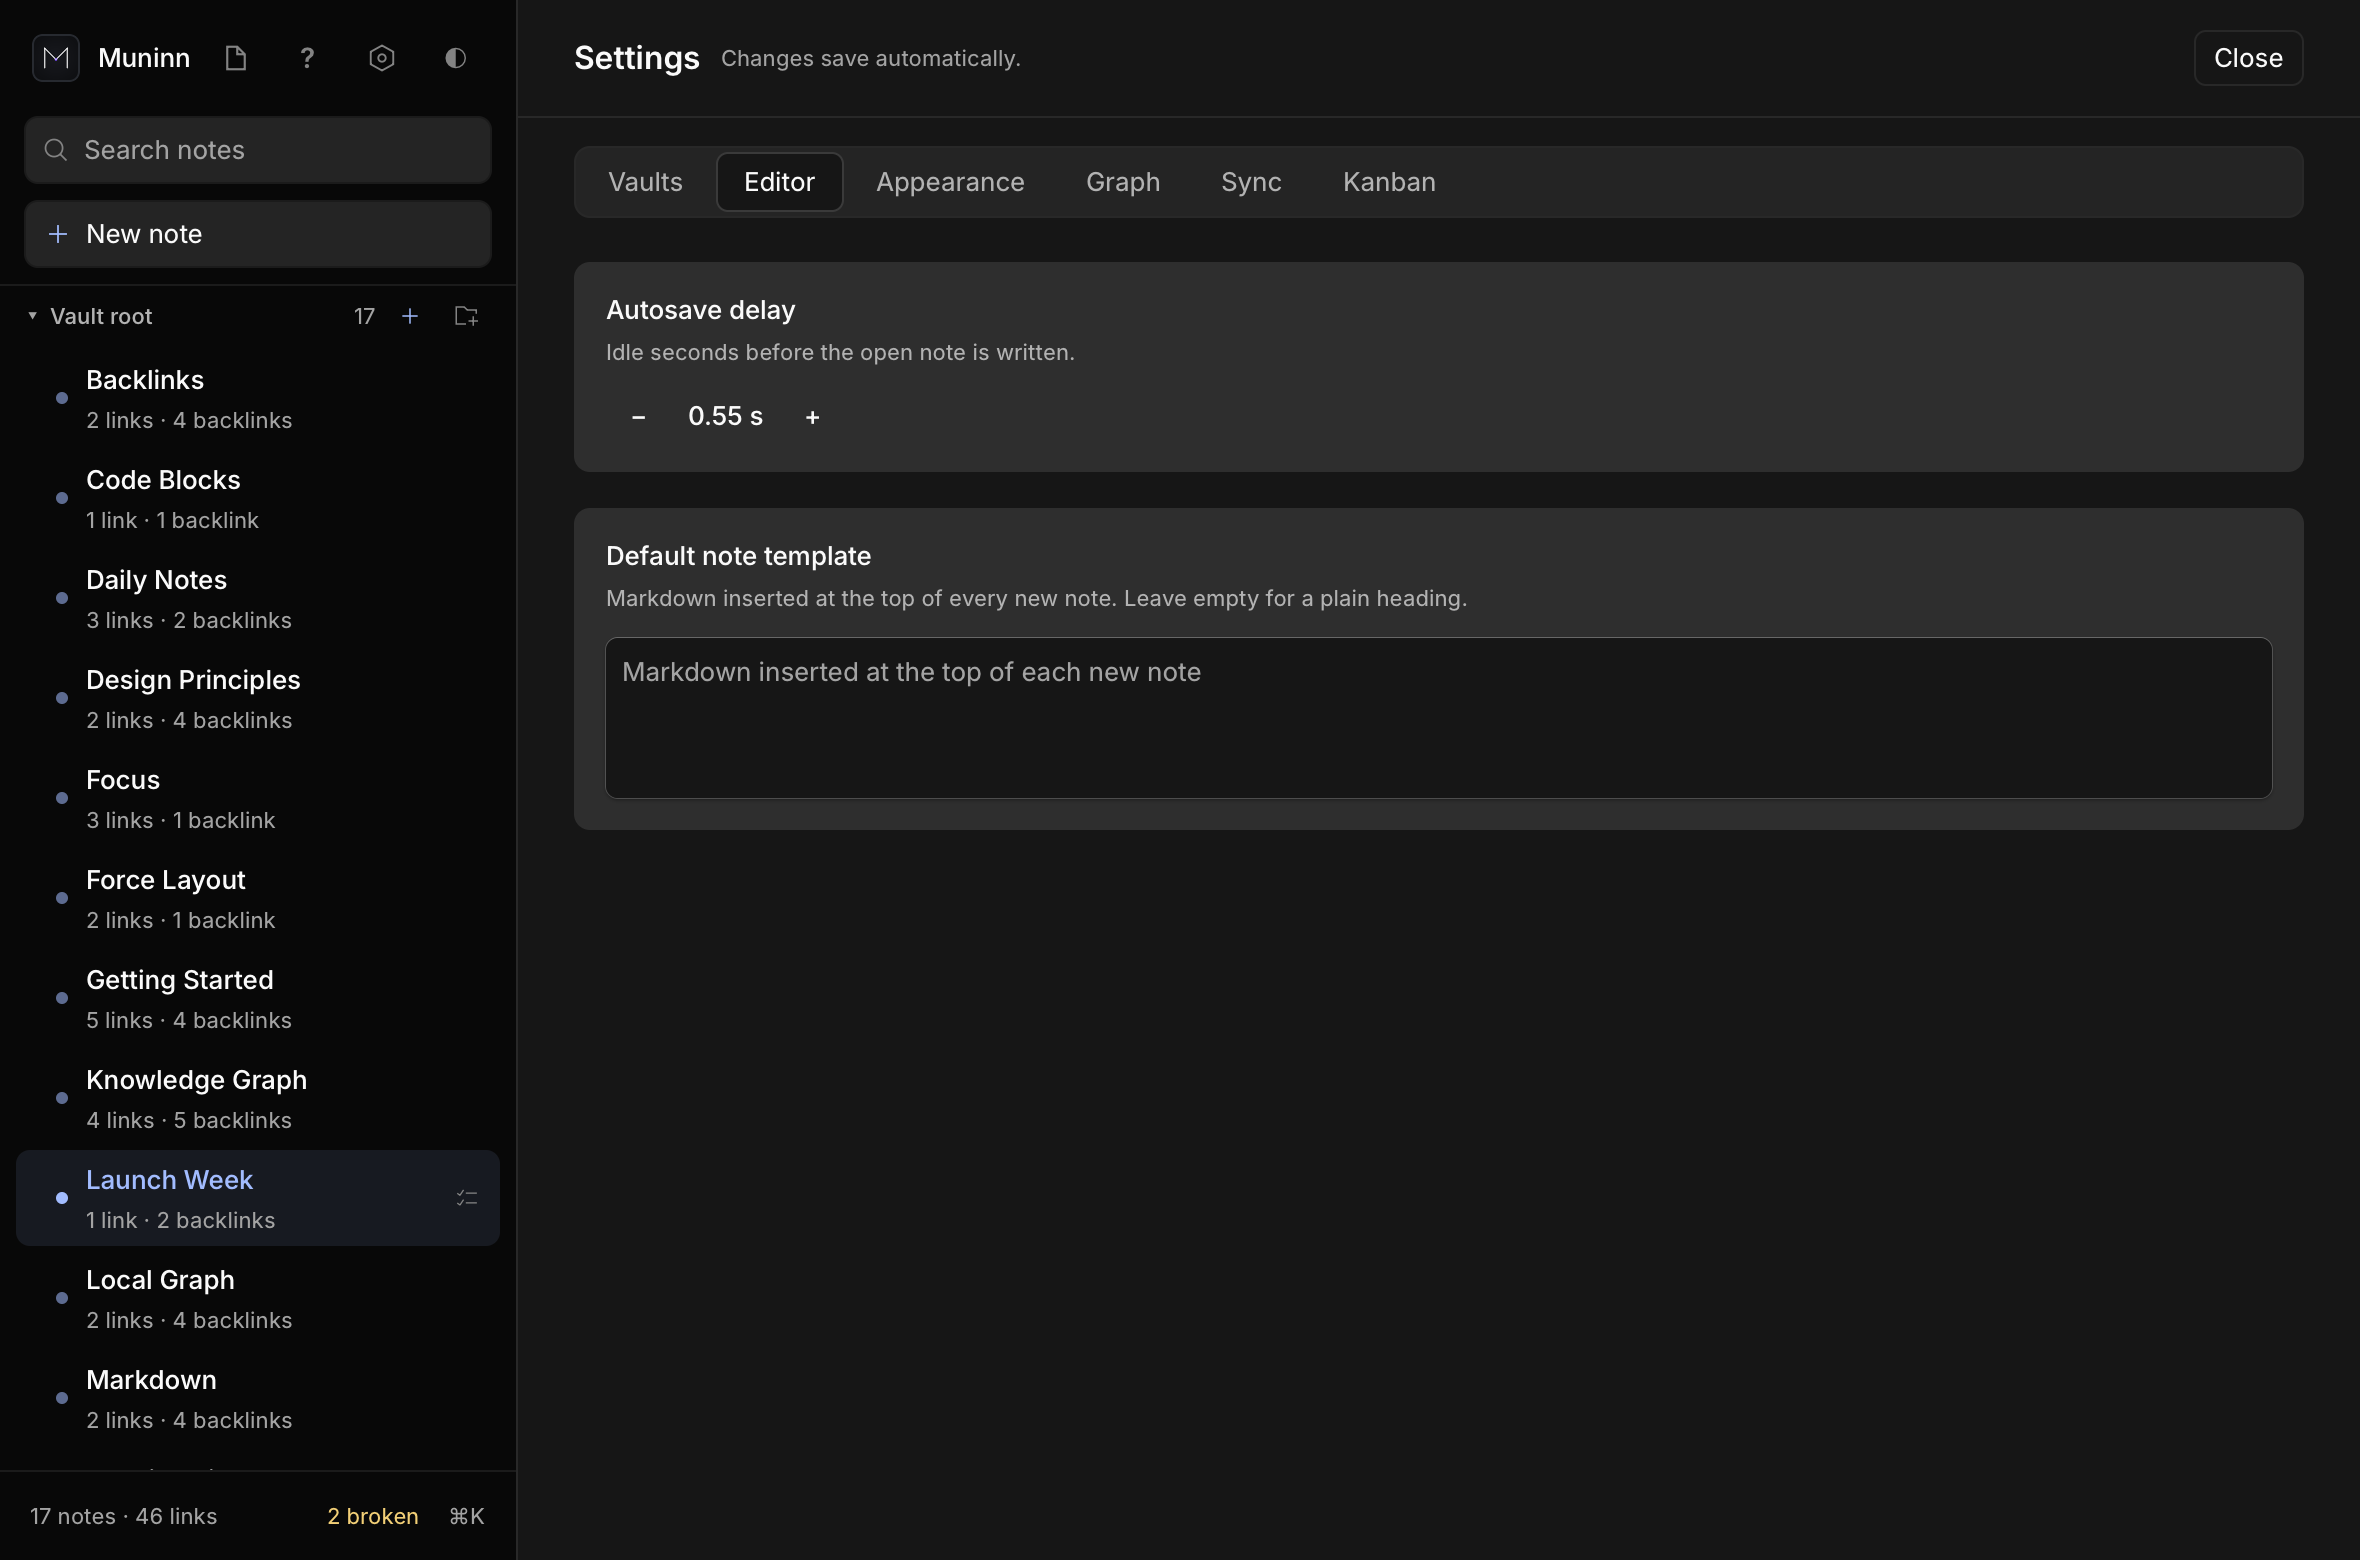 Muninn
?
Search notes
+ New note
Vault root 17 +
Backlinks
2 links · 4 backlinks
Code Blocks
1 link · 1 backlink
Daily Notes
3 links · 2 backlinks
Design Principles
2 links · 4 backlinks
Focus
3 links · 1 backlink
Force Layout
2 links · 1 backlink
Getting Started
5 links · 4 backlinks
Knowledge Graph
4 links · 5 backlinks
Launch Week
1 link · 2 backlinks
Local Graph
2 links · 4 backlinks
Markdown
2 links · 4 backlinks
17 notes · 46 links 2 broken ⌘K
Settings Changes save automatically. Close
Vaults Editor Appearance Graph Sync Kanban
Autosave delay
Idle seconds before the open note is written.
− 0.55 s +
Default note template
Markdown inserted at the top of every new note. Leave empty for a plain heading.
Markdown inserted at the top of each new note